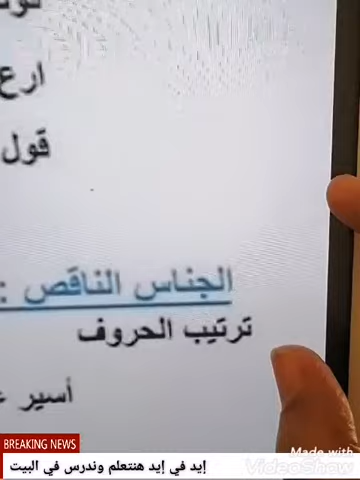 ارع
قول
الجناس الناقص :
ترتيب الحروف
أسير
BREAKING NEWS
إيد في إيد هنتعلم وندرس في البيت
Made with
VideoShow